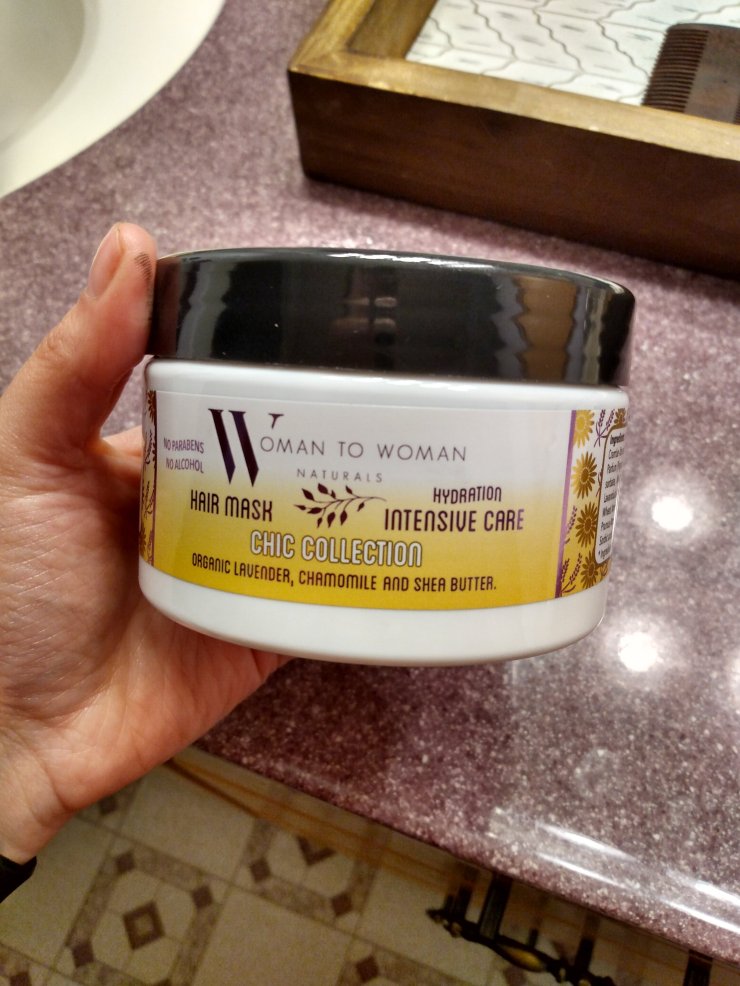 NO PARABENS
NO ALCOHOL
WOMAN TO WOMAN
NATURALS
HAIR MASK
HYDRATION
INTENSIVE CARE
CHIC COLLECTION
ORGANIC LAVENDER, CHAMOMILE AND SHEA BUTTER.